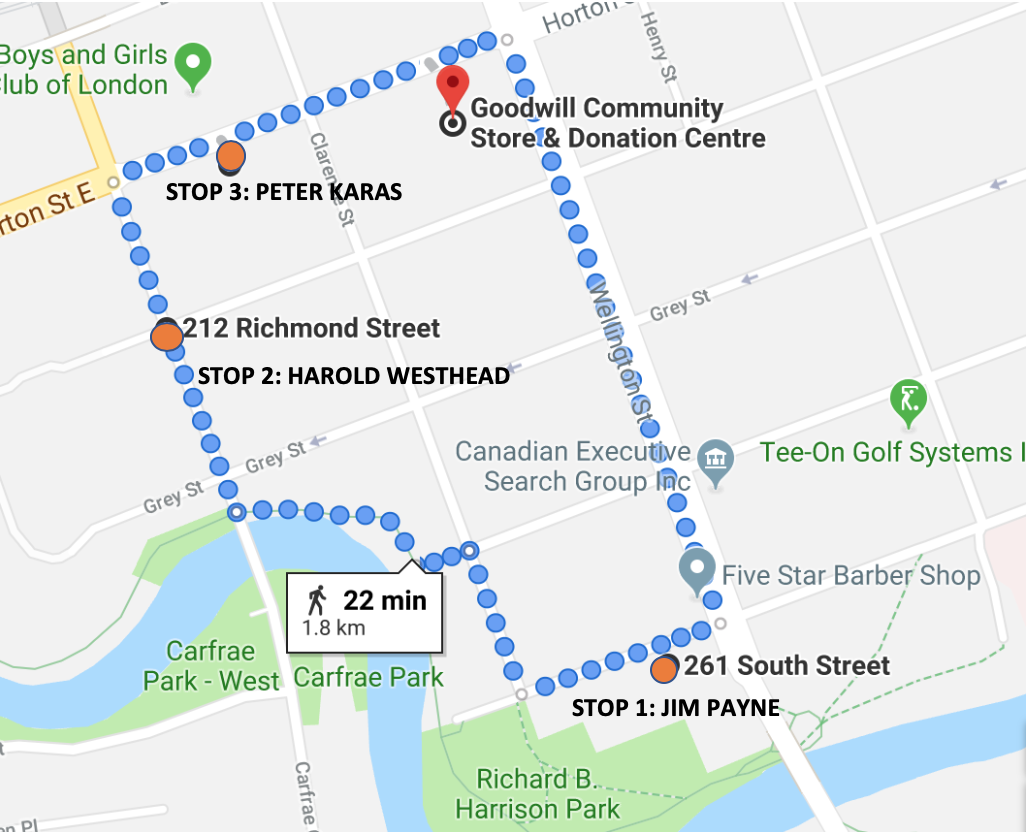 Horton S
Henry St
Boys and Girls
Club of London
Goodwill Community
Store & Donation Centre
Clarence St
STOP 3: PETER KARAS
rton St E
212 Richmond Street
STOP 2: HAROLD WESTHEAD
Grey St
Wellington St
Grey St
Grey St
Canadian Executive
Search Group Inc
Tee-On Golf Systems I
22 min
1.8 km
Five Star Barber Shop
Carfrae
Park - West
Carfrae Park
261 South Street
STOP 1: JIM PAYNE
Richard B.
Harrison Park
Carfrae